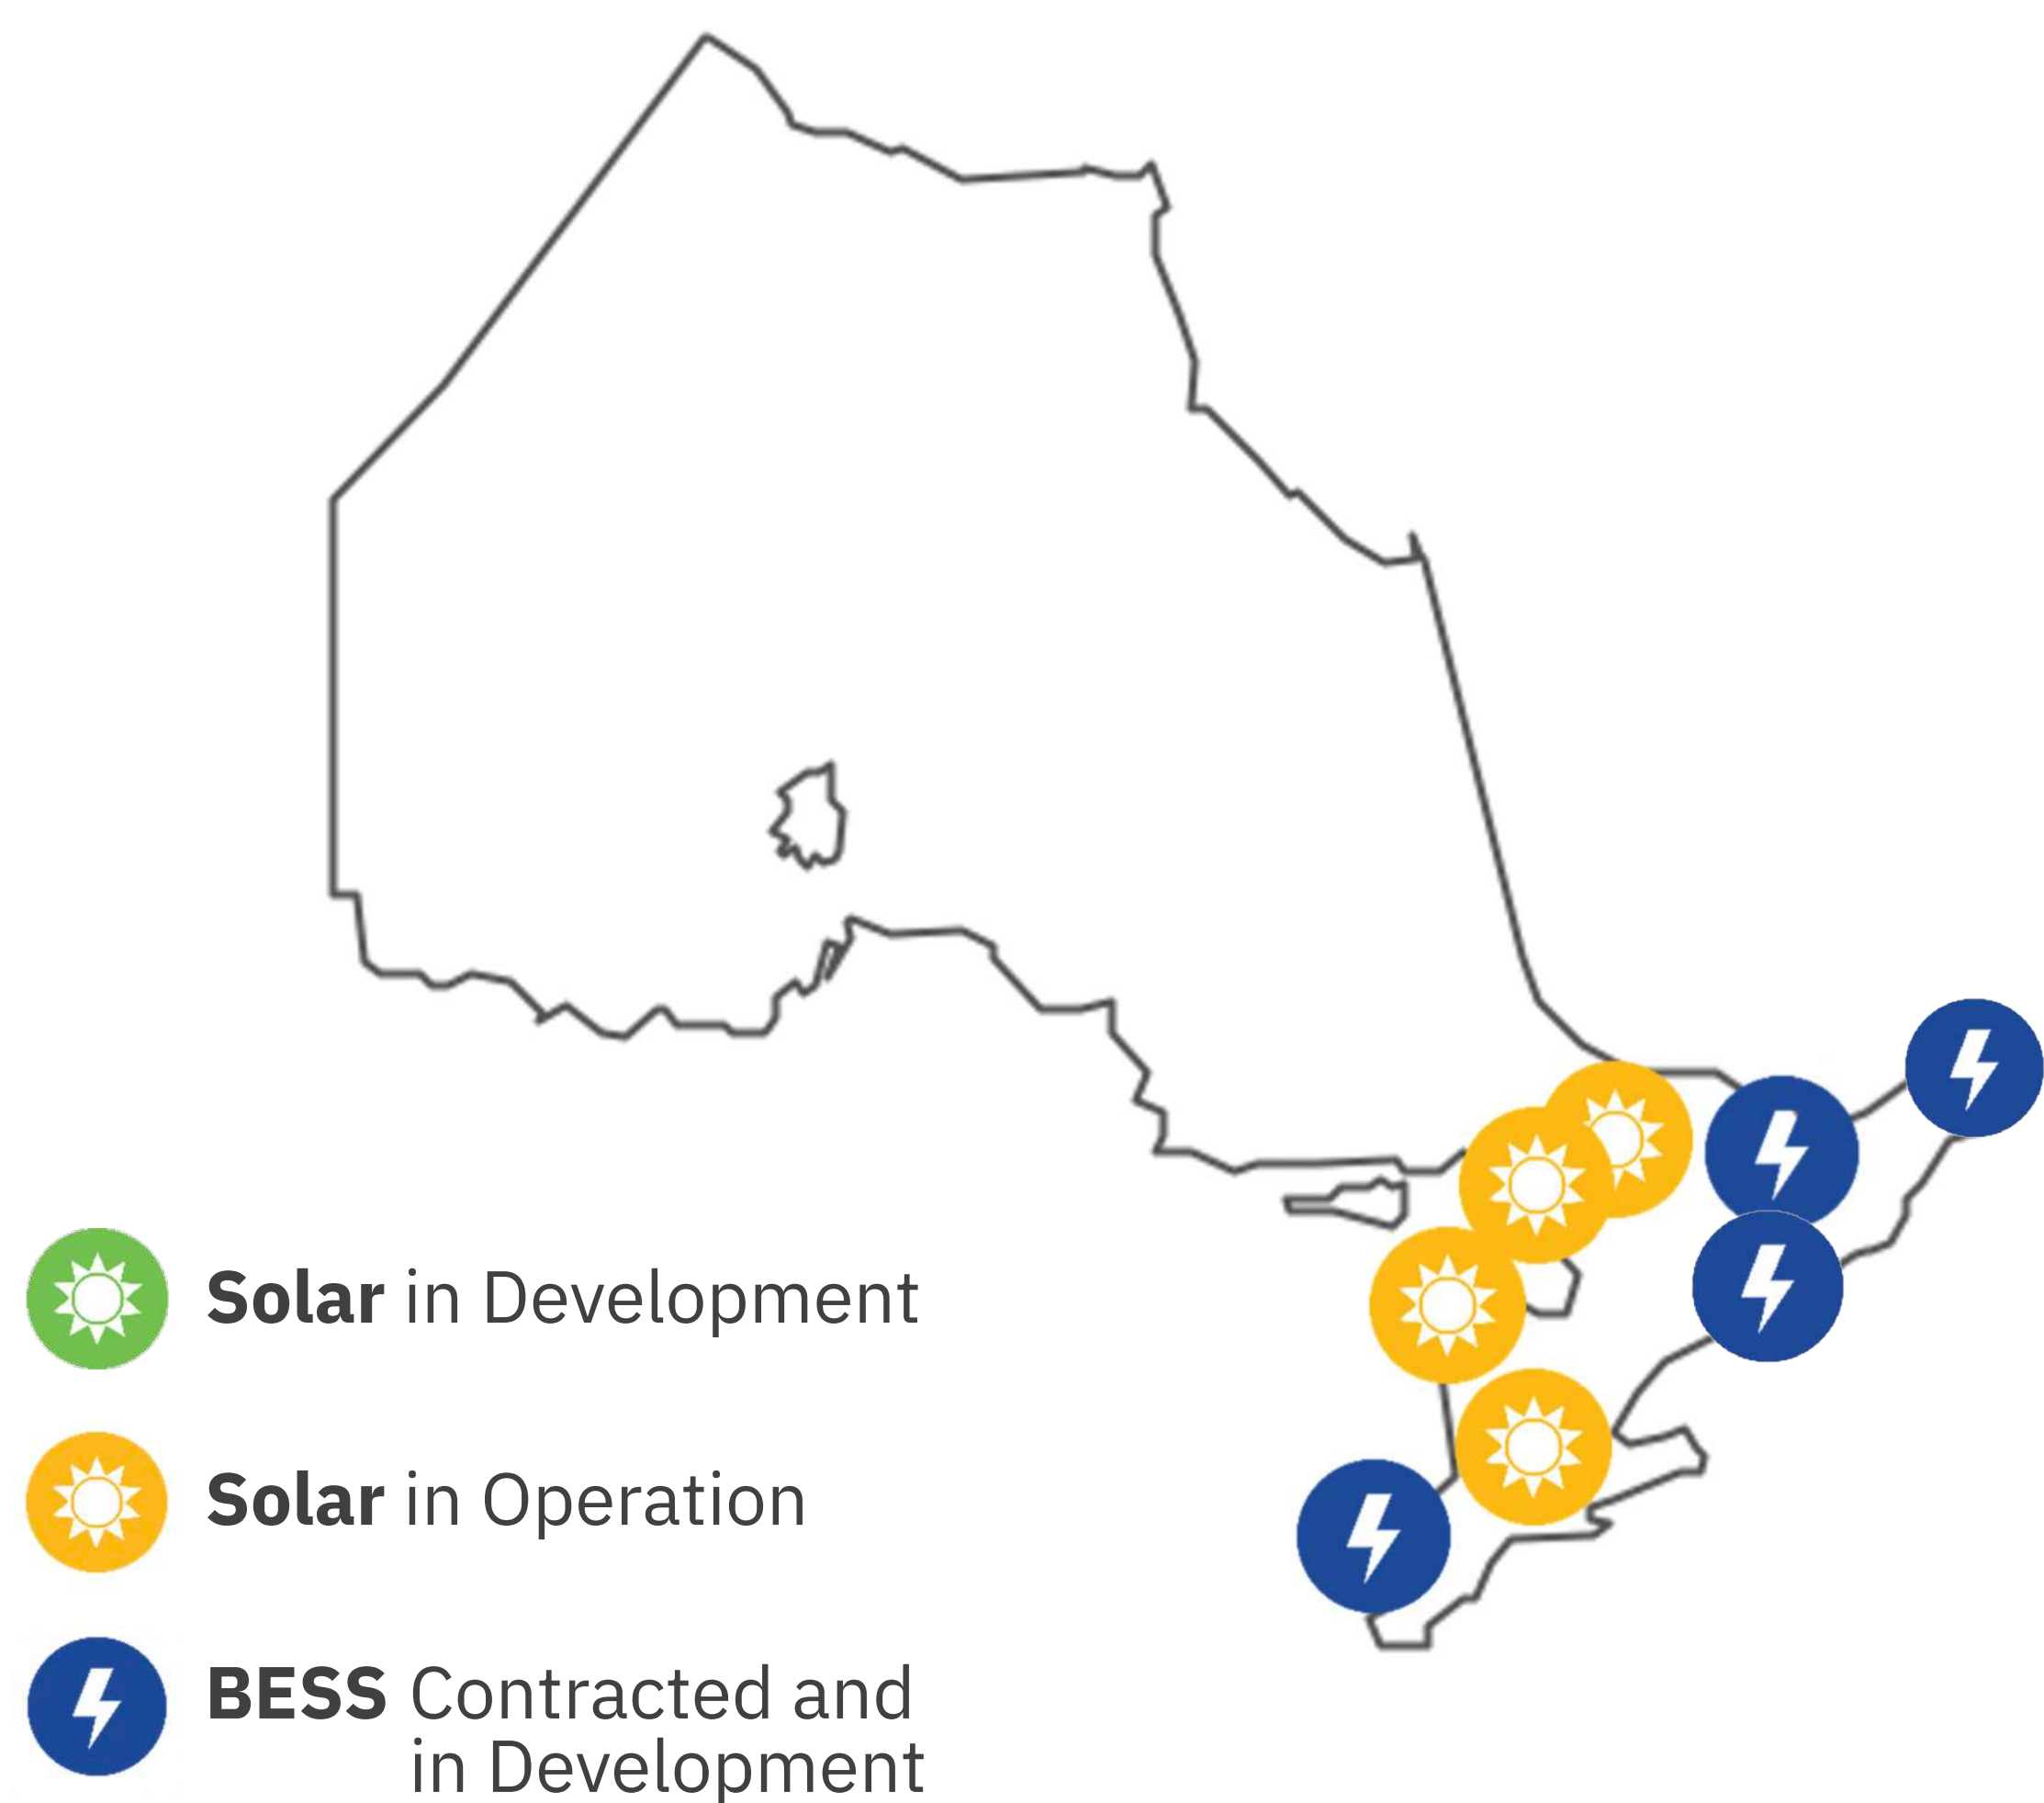 Solar in Development
Solar in Operation
BESS Contracted and
in Development